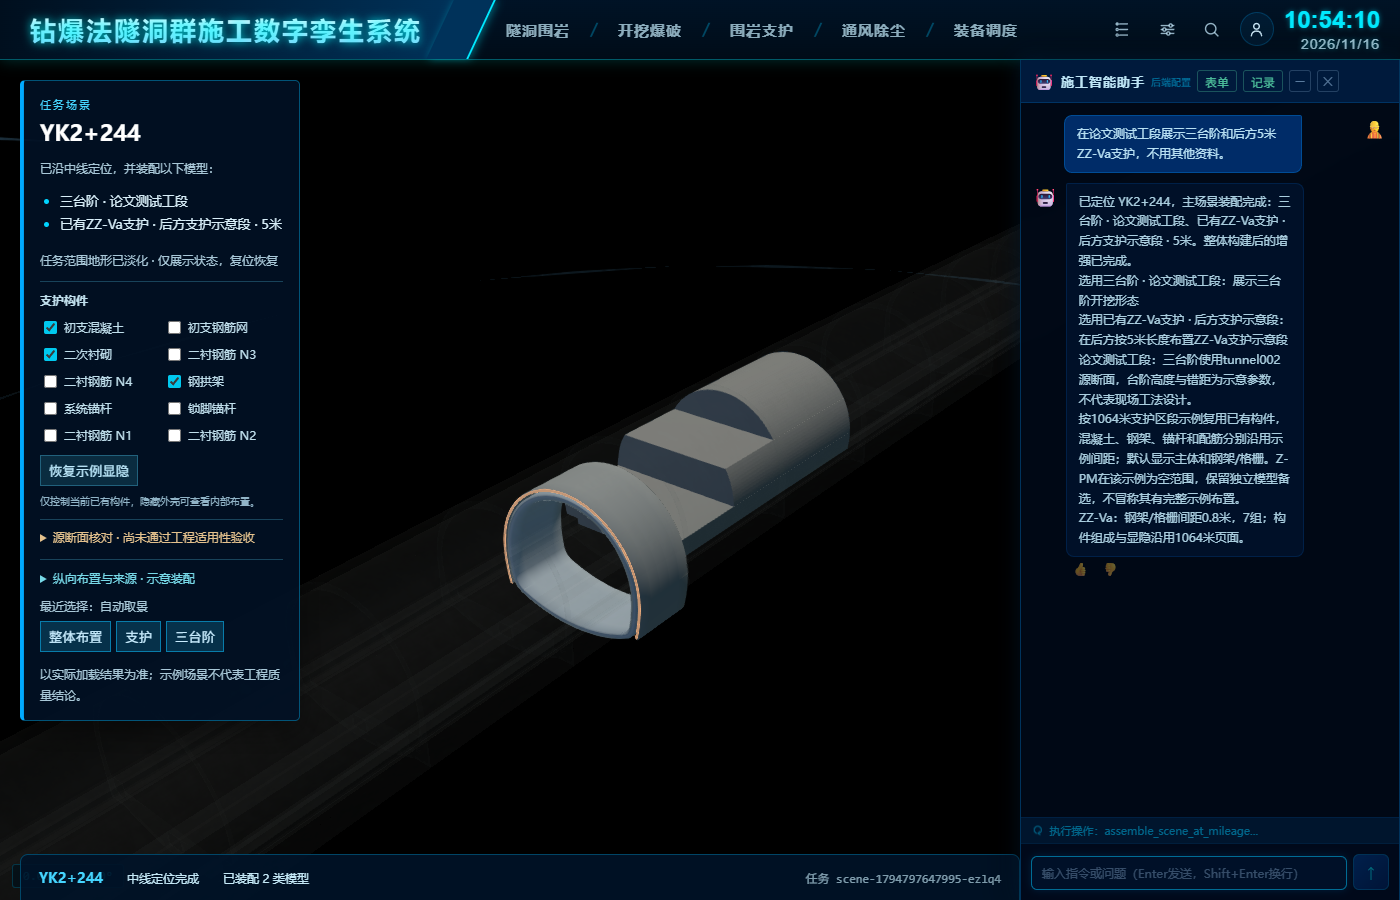 钻爆法隧洞群施工数字孪生系统
隧洞围岩 / 开挖爆破 / 围岩支护 / 通风除尘 / 装备调度
10:54:10
2026/11/16
任务场景
YK2+244
已沿中线定位，并装配以下模型：
三台阶 · 论文测试工段
已有ZZ-Va支护 · 后方支护示意段 · 5米
任务范围地形已淡化 · 仅展示状态，复位恢复
支护构件
初支混凝土 初支钢筋网
二次衬砌 二衬钢筋 N3
二衬钢筋 N4 钢拱架
系统锚杆 锁脚锚杆
二衬钢筋 N1 二衬钢筋 N2
恢复示例显隐
仅控制当前已有构件，隐藏外壳可查看内部布置。
源断面核对 · 尚未通过工程适用性验收
纵向布置与来源 · 示意装配
最近选择：自动取景
整体布置 支护 三台阶
以实际加载结果为准；示例场景不代表工程质
量结论。
YK2+244 中线定位完成 已装配 2 类模型 任务 scene-1794797647995-ez1q4
施工智能助手 后端配置 表单 记录
在论文测试工段展示三台阶和后方5米
ZZ-Va支护，不用其他资料。
已定位 YK2+244，主场景装配完成：三
台阶 · 论文测试工段、已有ZZ-Va支护 ·
后方支护示意段 · 5米。整体构建后的增
强已完成。
选用三台阶 · 论文测试工段：展示三台
阶开挖形态
选用已有ZZ-Va支护 · 后方支护示意段：
在后方按5米长度布置ZZ-Va支护示意段
论文测试工段：三台阶使用tunnel002
源断面，台阶高度与错距为示意参数，
不代表现场工法设计。
按1064米支护区段示例复用已有构件，
混凝土、钢架、锚杆和配筋分别沿用示
例间距；默认显示主体和钢架/格栅。Z-
PM在该示例为空范围，保留独立模型备
选，不冒称其有完整示例布置。
ZZ-Va：钢架/格栅间距0.8米，7组；构
件组成与显隐沿用1064米页面。
执行操作：assemble_scene_at_mileage...
输入指令或问题（Enter发送，Shift+Enter换行）